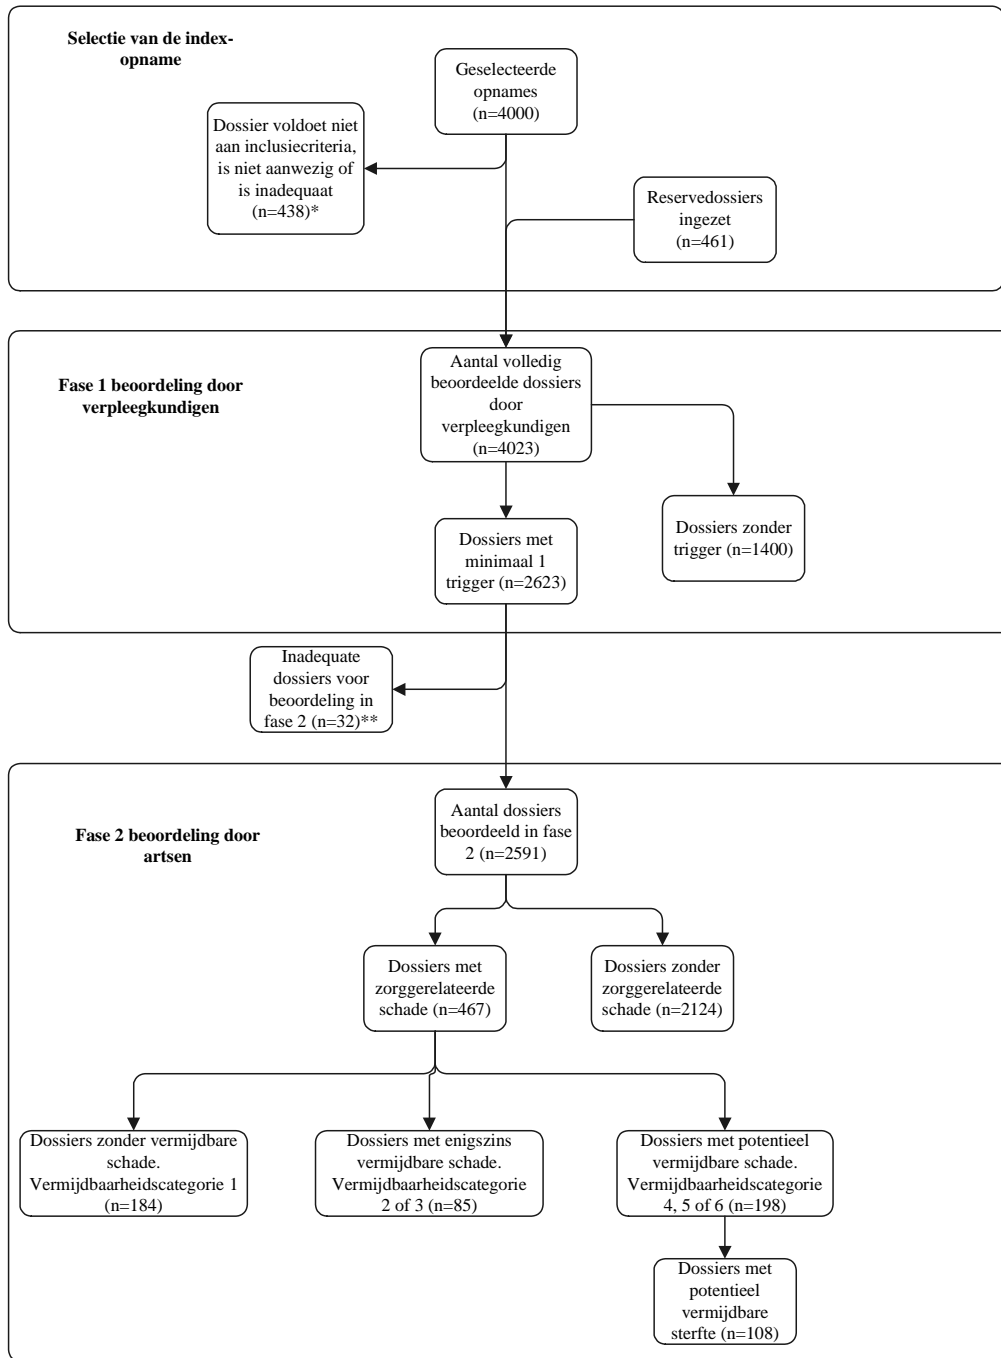 Selectie van de index-
opname
Geselecteerde
opnames
(n=4000)
Dossier voldoet niet
aan inclusiecriteria,
is niet aanwezig of
is inadequaat
(n=438)*
Reservedossiers
ingezet
(n=461)
Fase 1 beoordeling door
verpleegkundigen
Aantal volledig
beoordeelde dossiers
door
verpleegkundigen
(n=4023)
Dossiers met
minimaal 1
trigger (n=2623)
Dossiers zonder
trigger (n=1400)
Inadequate
dossiers voor
beoordeling in
fase 2 (n=32)**
Fase 2 beoordeling door
artsen
Aantal dossiers
beoordeeld in fase
2 (n=2591)
Dossiers met
zorggerelateerde
schade (n=467)
Dossiers zonder
zorggerelateerde
schade (n=2124)
Dossiers zonder vermijdbare
schade.
Vermijdbaarheidscategorie 1
(n=184)
Dossiers met enigszins
vermijdbare schade.
Vermijdbaarheidscategorie
2 of 3 (n=85)
Dossiers met potentieel
vermijdbare schade.
Vermijdbaarheidscategorie
4, 5 of 6 (n=198)
Dossiers met
potentieel
vermijdbare
sterfte (n=108)